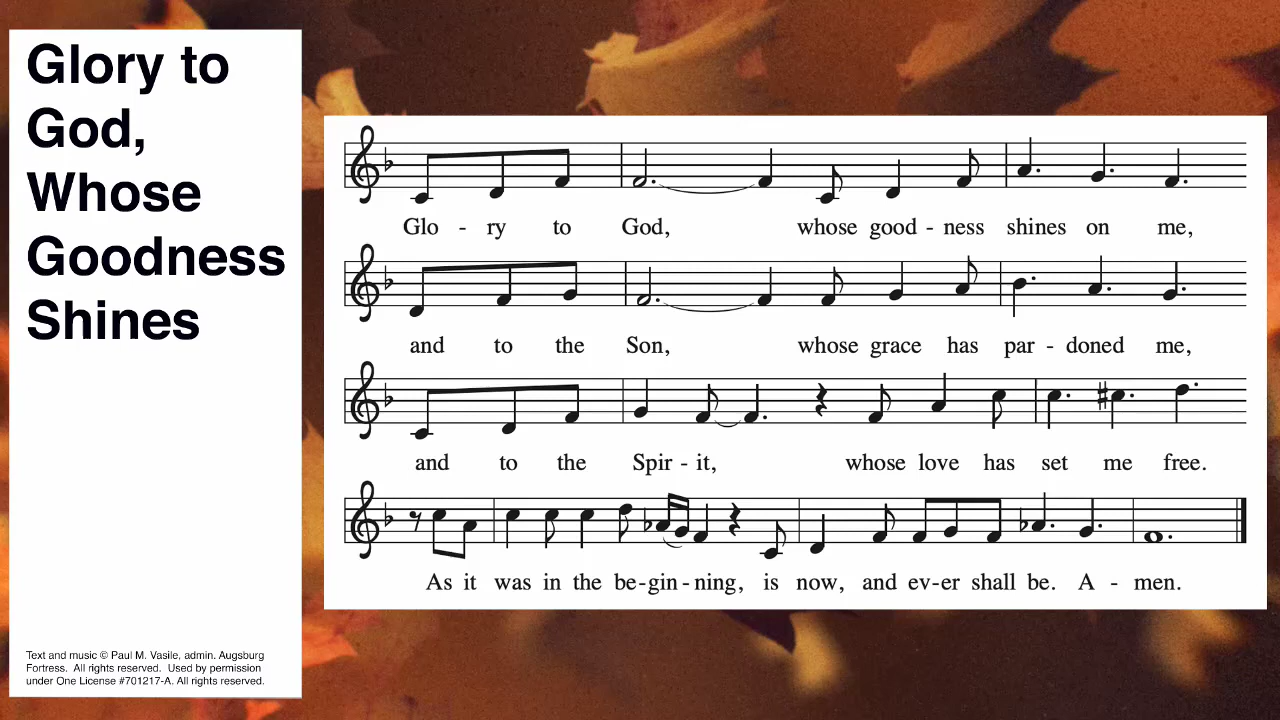 Glory to
God,
Whose
Goodness
Shines
Glo - ry to God, whose good - ness shines on me,
and to the Son, whose grace has par - doned me,
and to the Spir - it, whose love has set me free.
As it was in the be - gin - ning, is now, and ev - er shall be. A - men.
Text and music © Paul M. Vasile, admin. Augsburg
Fortress. All rights reserved. Used by permission
under One License #701217-A. All rights reserved.